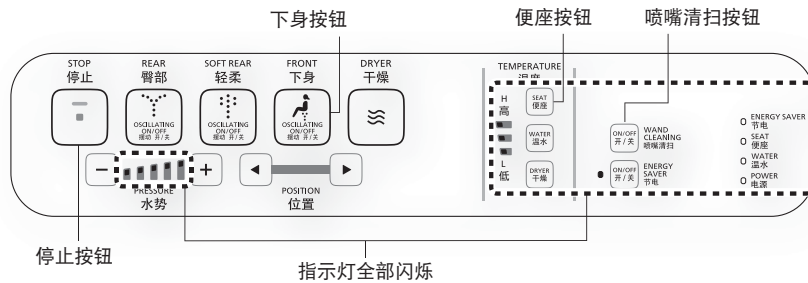 下身按钮
便座按钮
喷嘴清扫按钮
STOP
停止
REAR
臀部
SOFT REAR
轻柔
FRONT
下身
DRYER
干燥
OSCILLATING
ON/OFF
摆动 开/关
OSCILLATING
ON/OFF
摆动 开/关
OSCILLATING
ON/OFF
摆动 开/关
PRESSURE
水势
POSITION
位置
TEMPERATURE
温度
H
高
L
低
SEAT
便座
WATER
温水
DRYER
干燥
ON/OFF
开/关
WAND
CLEANING
喷嘴清扫
ON/OFF
开/关
ENERGY
SAVER
节电
ENERGY SAVER
节电
SEAT
便座
WATER
温水
POWER
电源
停止按钮
指示灯全部闪烁